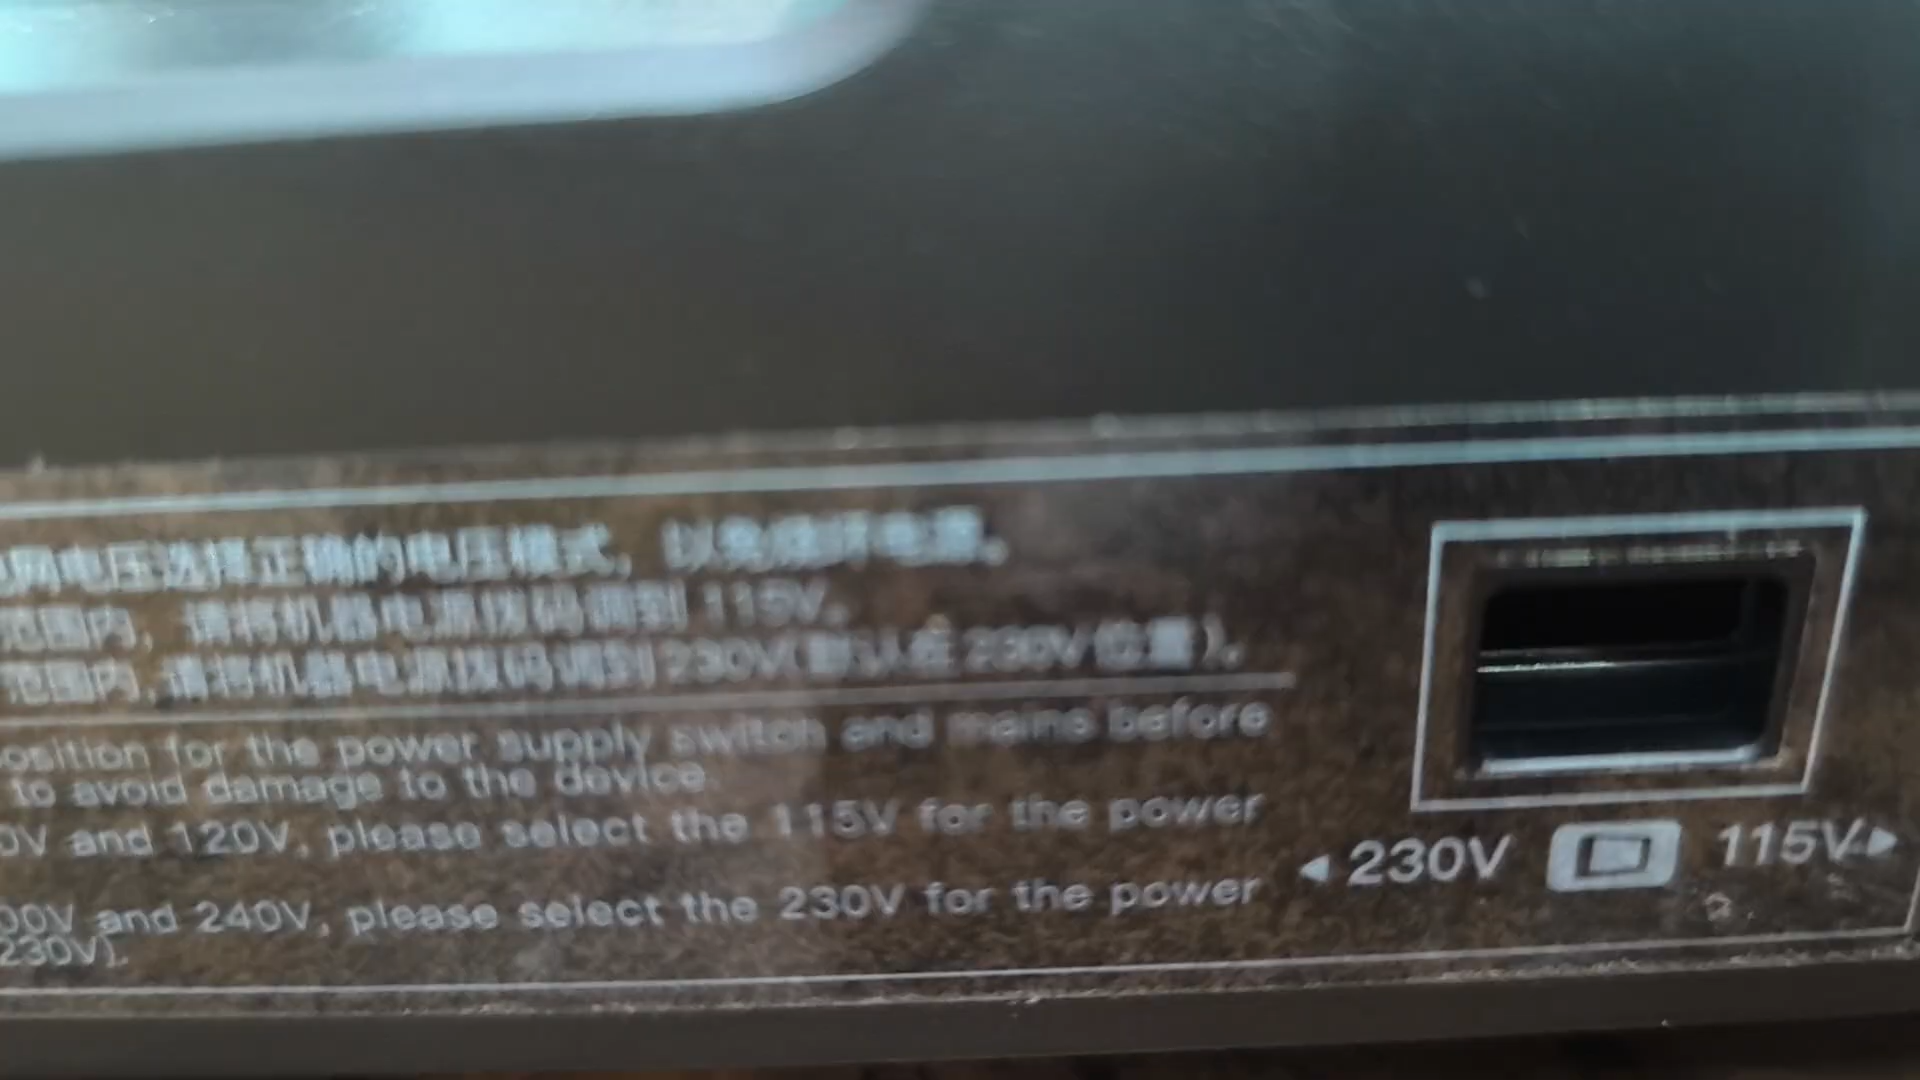 网电压选择正确的电压模式，以免损坏电源。
范围内，请将机器电源拨码调到 115V。
范围内，请将机器电源拨码调到 230V(默认在 230V 位置)。
osition for the power supply switch and mains before
to avoid damage to the device.
0V and 120V, please select the 115V for the power
00V and 240V, please select the 230V for the power
230V).
◄ 230V 115V ►